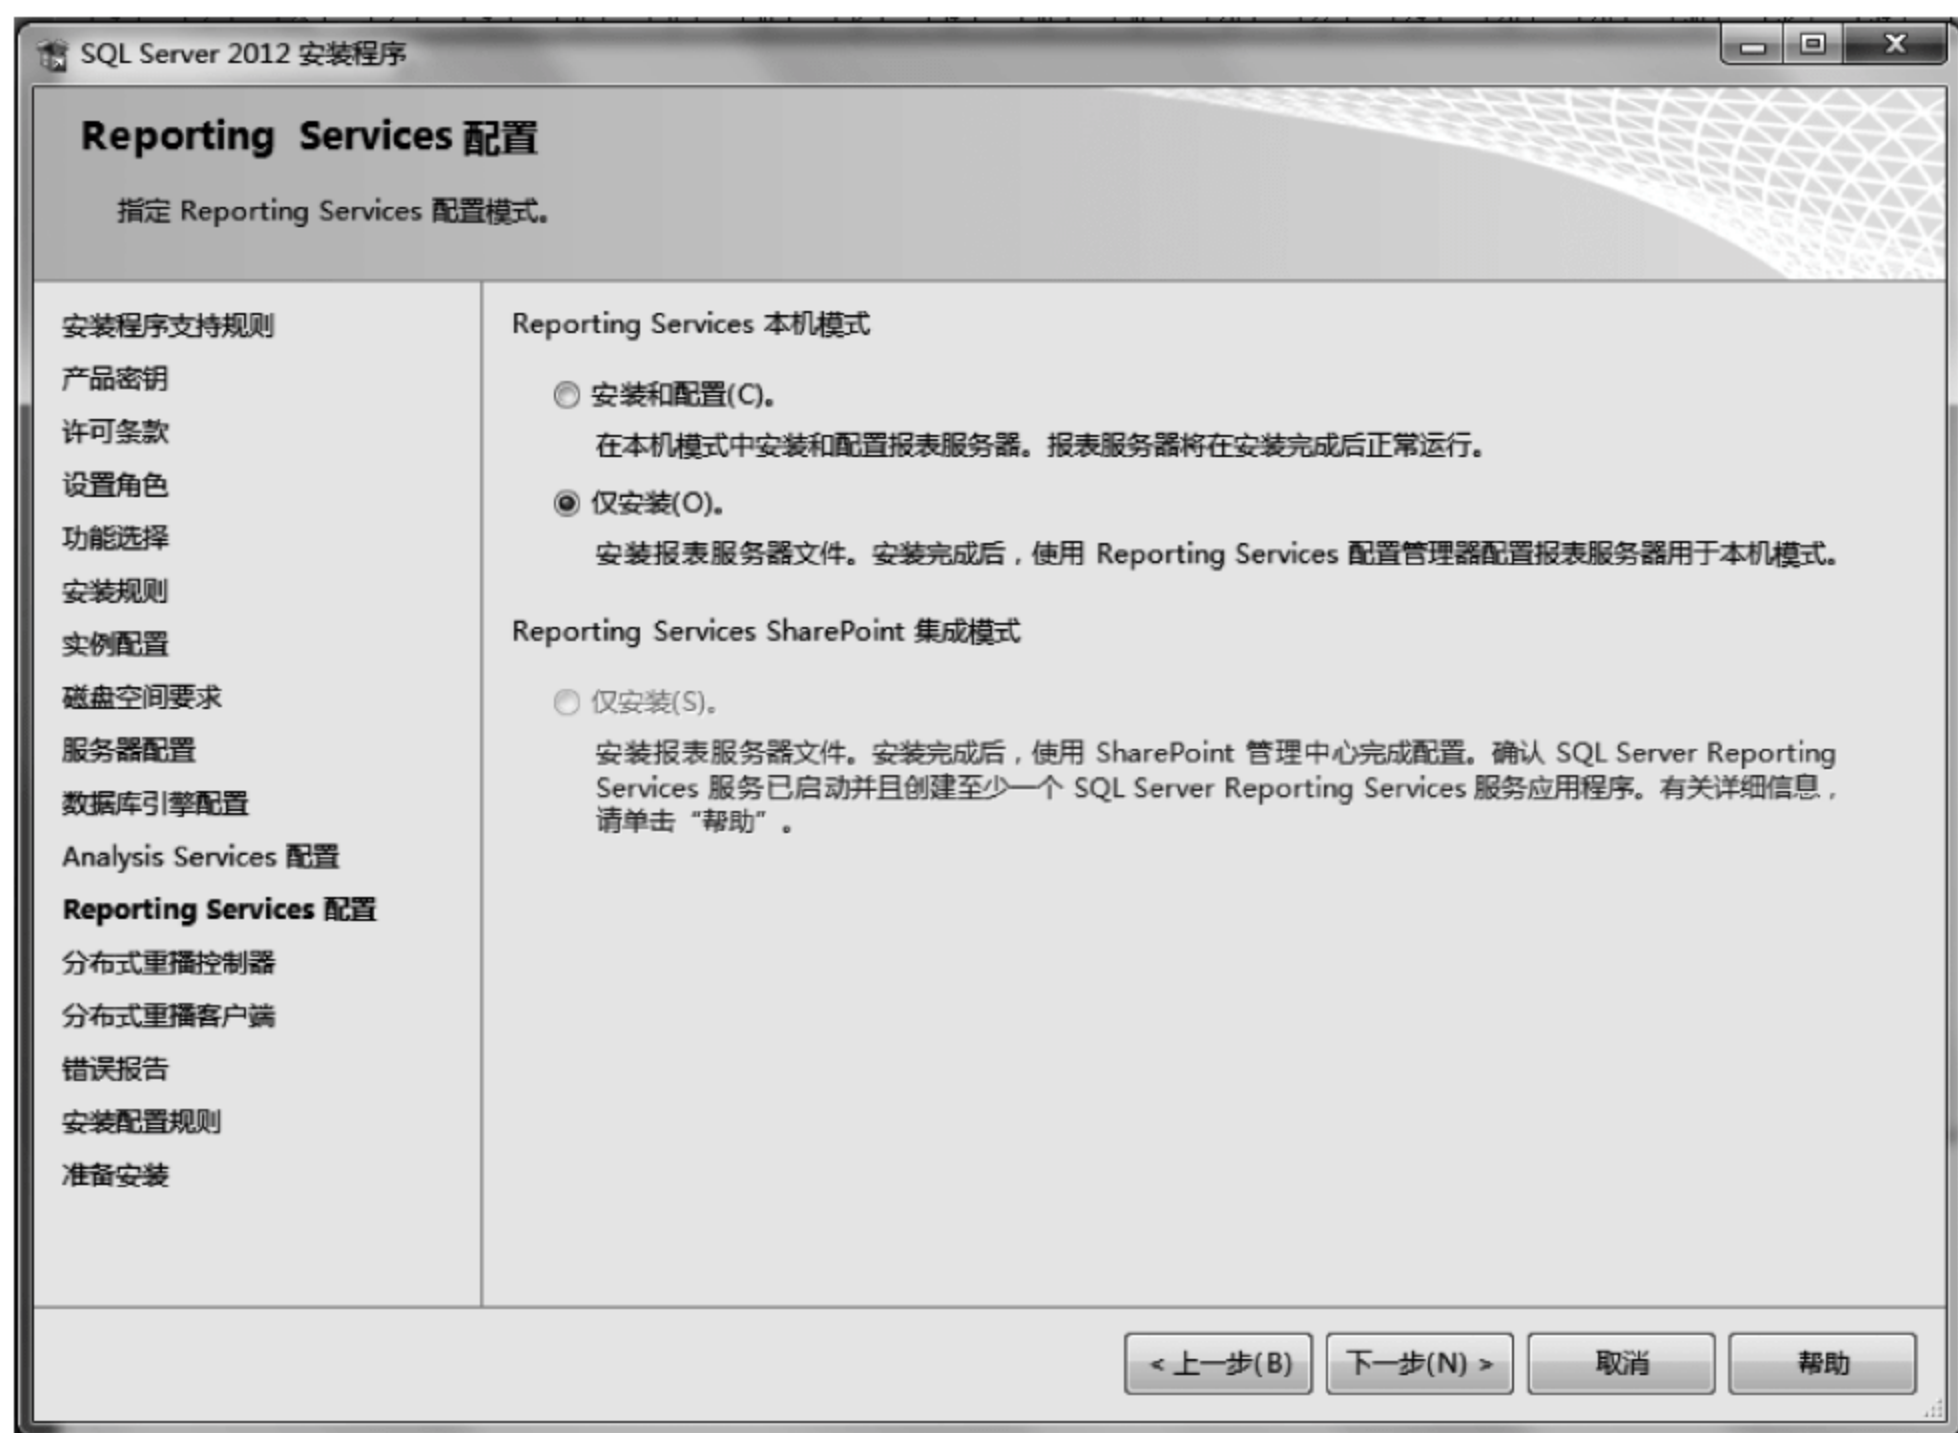 SQL Server 2012 安装程序
Reporting Services 配置
指定 Reporting Services 配置模式。
安装程序支持规则
产品密钥
许可条款
设置角色
功能选择
安装规则
实例配置
磁盘空间要求
服务器配置
数据库引擎配置
Analysis Services 配置
Reporting Services 配置
分布式重播控制器
分布式重播客户端
错误报告
安装配置规则
准备安装
Reporting Services 本机模式
安装和配置(C)。
在本机模式中安装和配置报表服务器。报表服务器将在安装完成后正常运行。
仅安装(O)。
安装报表服务器文件。安装完成后，使用 Reporting Services 配置管理器配置报表服务器用于本机模式。
Reporting Services SharePoint 集成模式
仅安装(S)。
安装报表服务器文件。安装完成后，使用 SharePoint 管理中心完成配置。确认 SQL Server Reporting
Services 服务已启动并且创建至少一个 SQL Server Reporting Services 服务应用程序。有关详细信息，
请单击“帮助”。
< 上一步(B)
下一步(N) >
取消
帮助